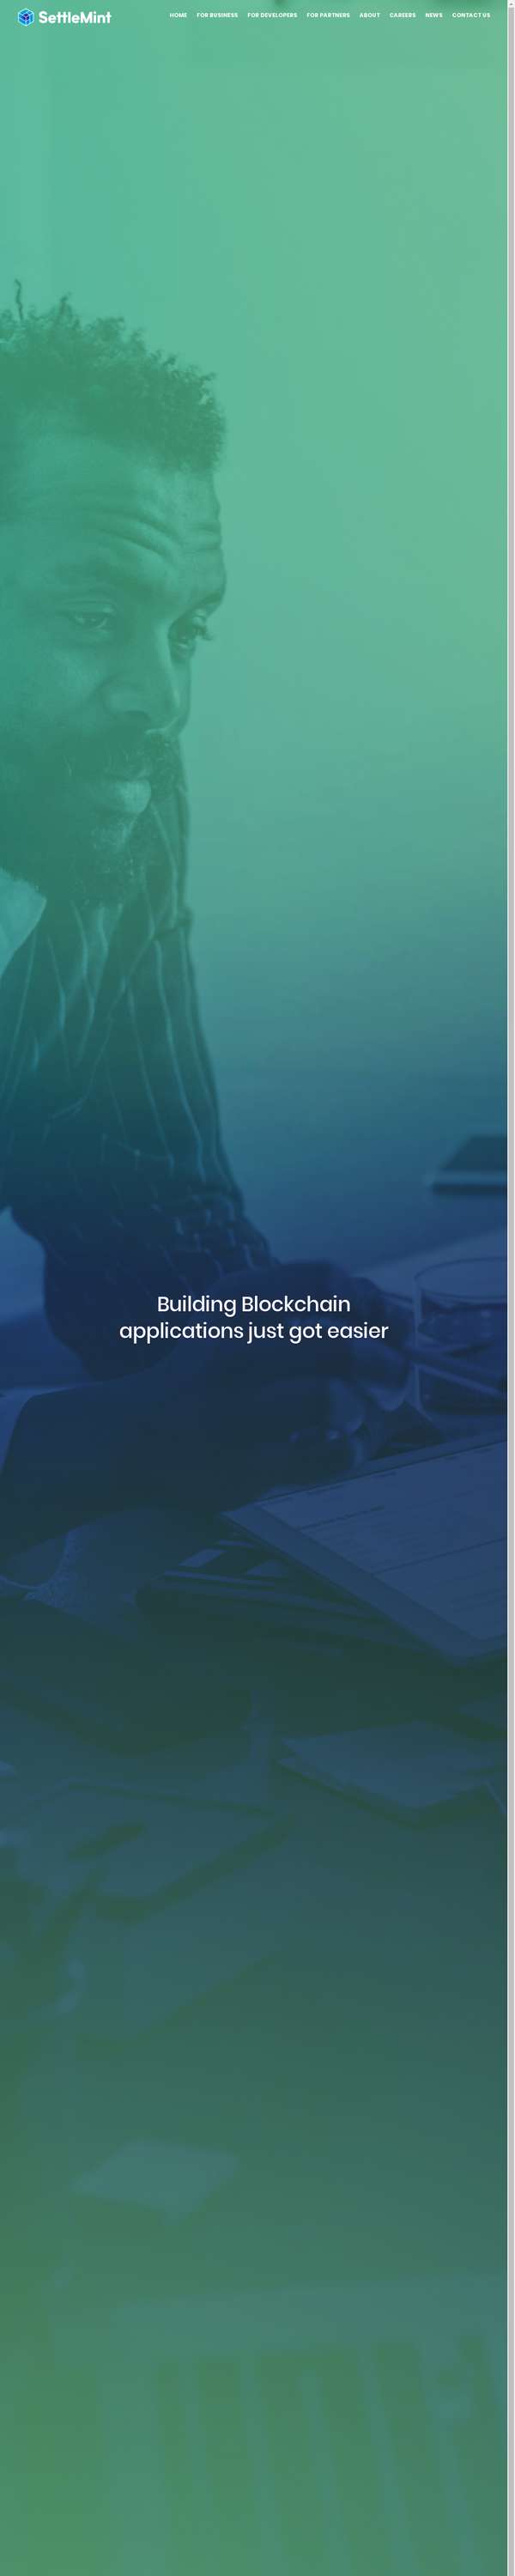 SettleMint
HOME FOR BUSINESS FOR DEVELOPERS FOR PARTNERS ABOUT CAREERS NEWS CONTACT US
Building Blockchain
applications just got easier